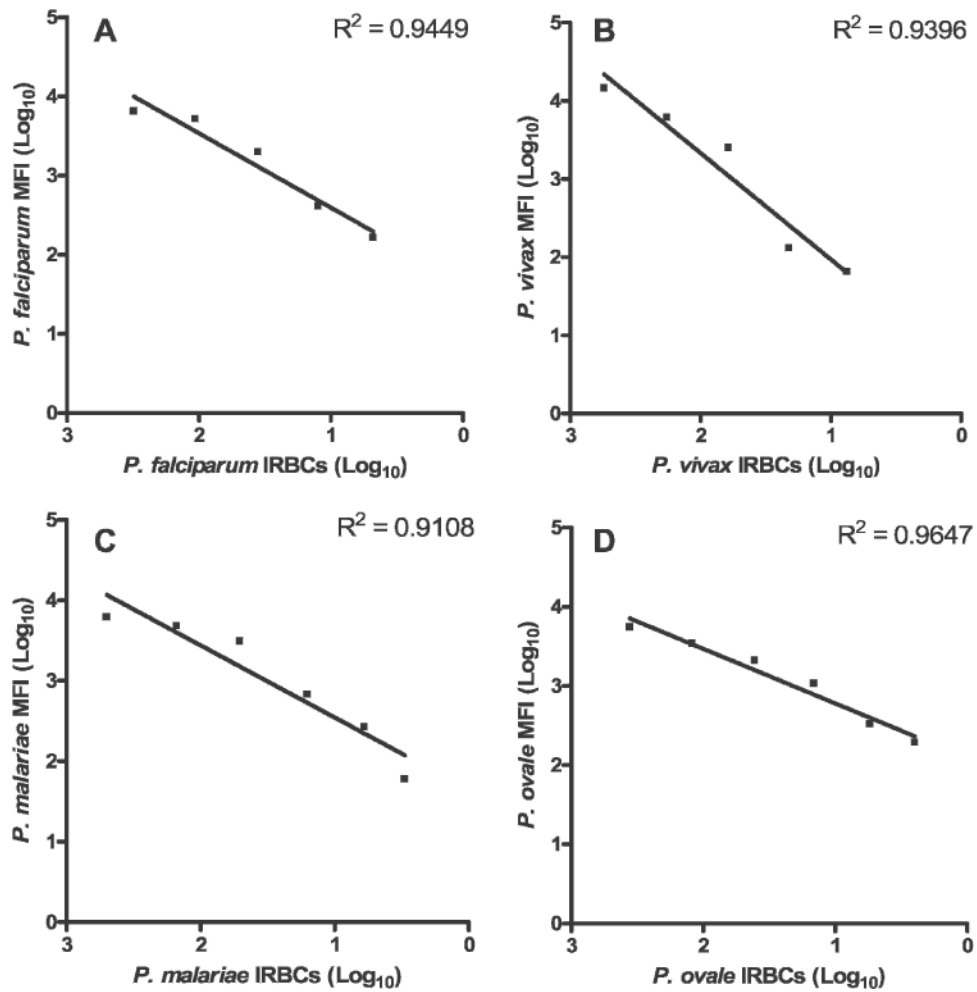 A
R² = 0.9449
5
4
3
2
1
0
P. falciparum MFI (Log₁₀)
3
2
1
0
P. falciparum IRBCs (Log₁₀)
B
R² = 0.9396
5
4
3
2
1
0
P. vivax MFI (Log₁₀)
3
2
1
0
P. vivax IRBCs (Log₁₀)
C
R² = 0.9108
5
4
3
2
1
0
P. malariae MFI (Log₁₀)
3
2
1
0
P. malariae IRBCs (Log₁₀)
D
R² = 0.9647
5
4
3
2
1
0
P. ovale MFI (Log₁₀)
3
2
1
0
P. ovale IRBCs (Log₁₀)